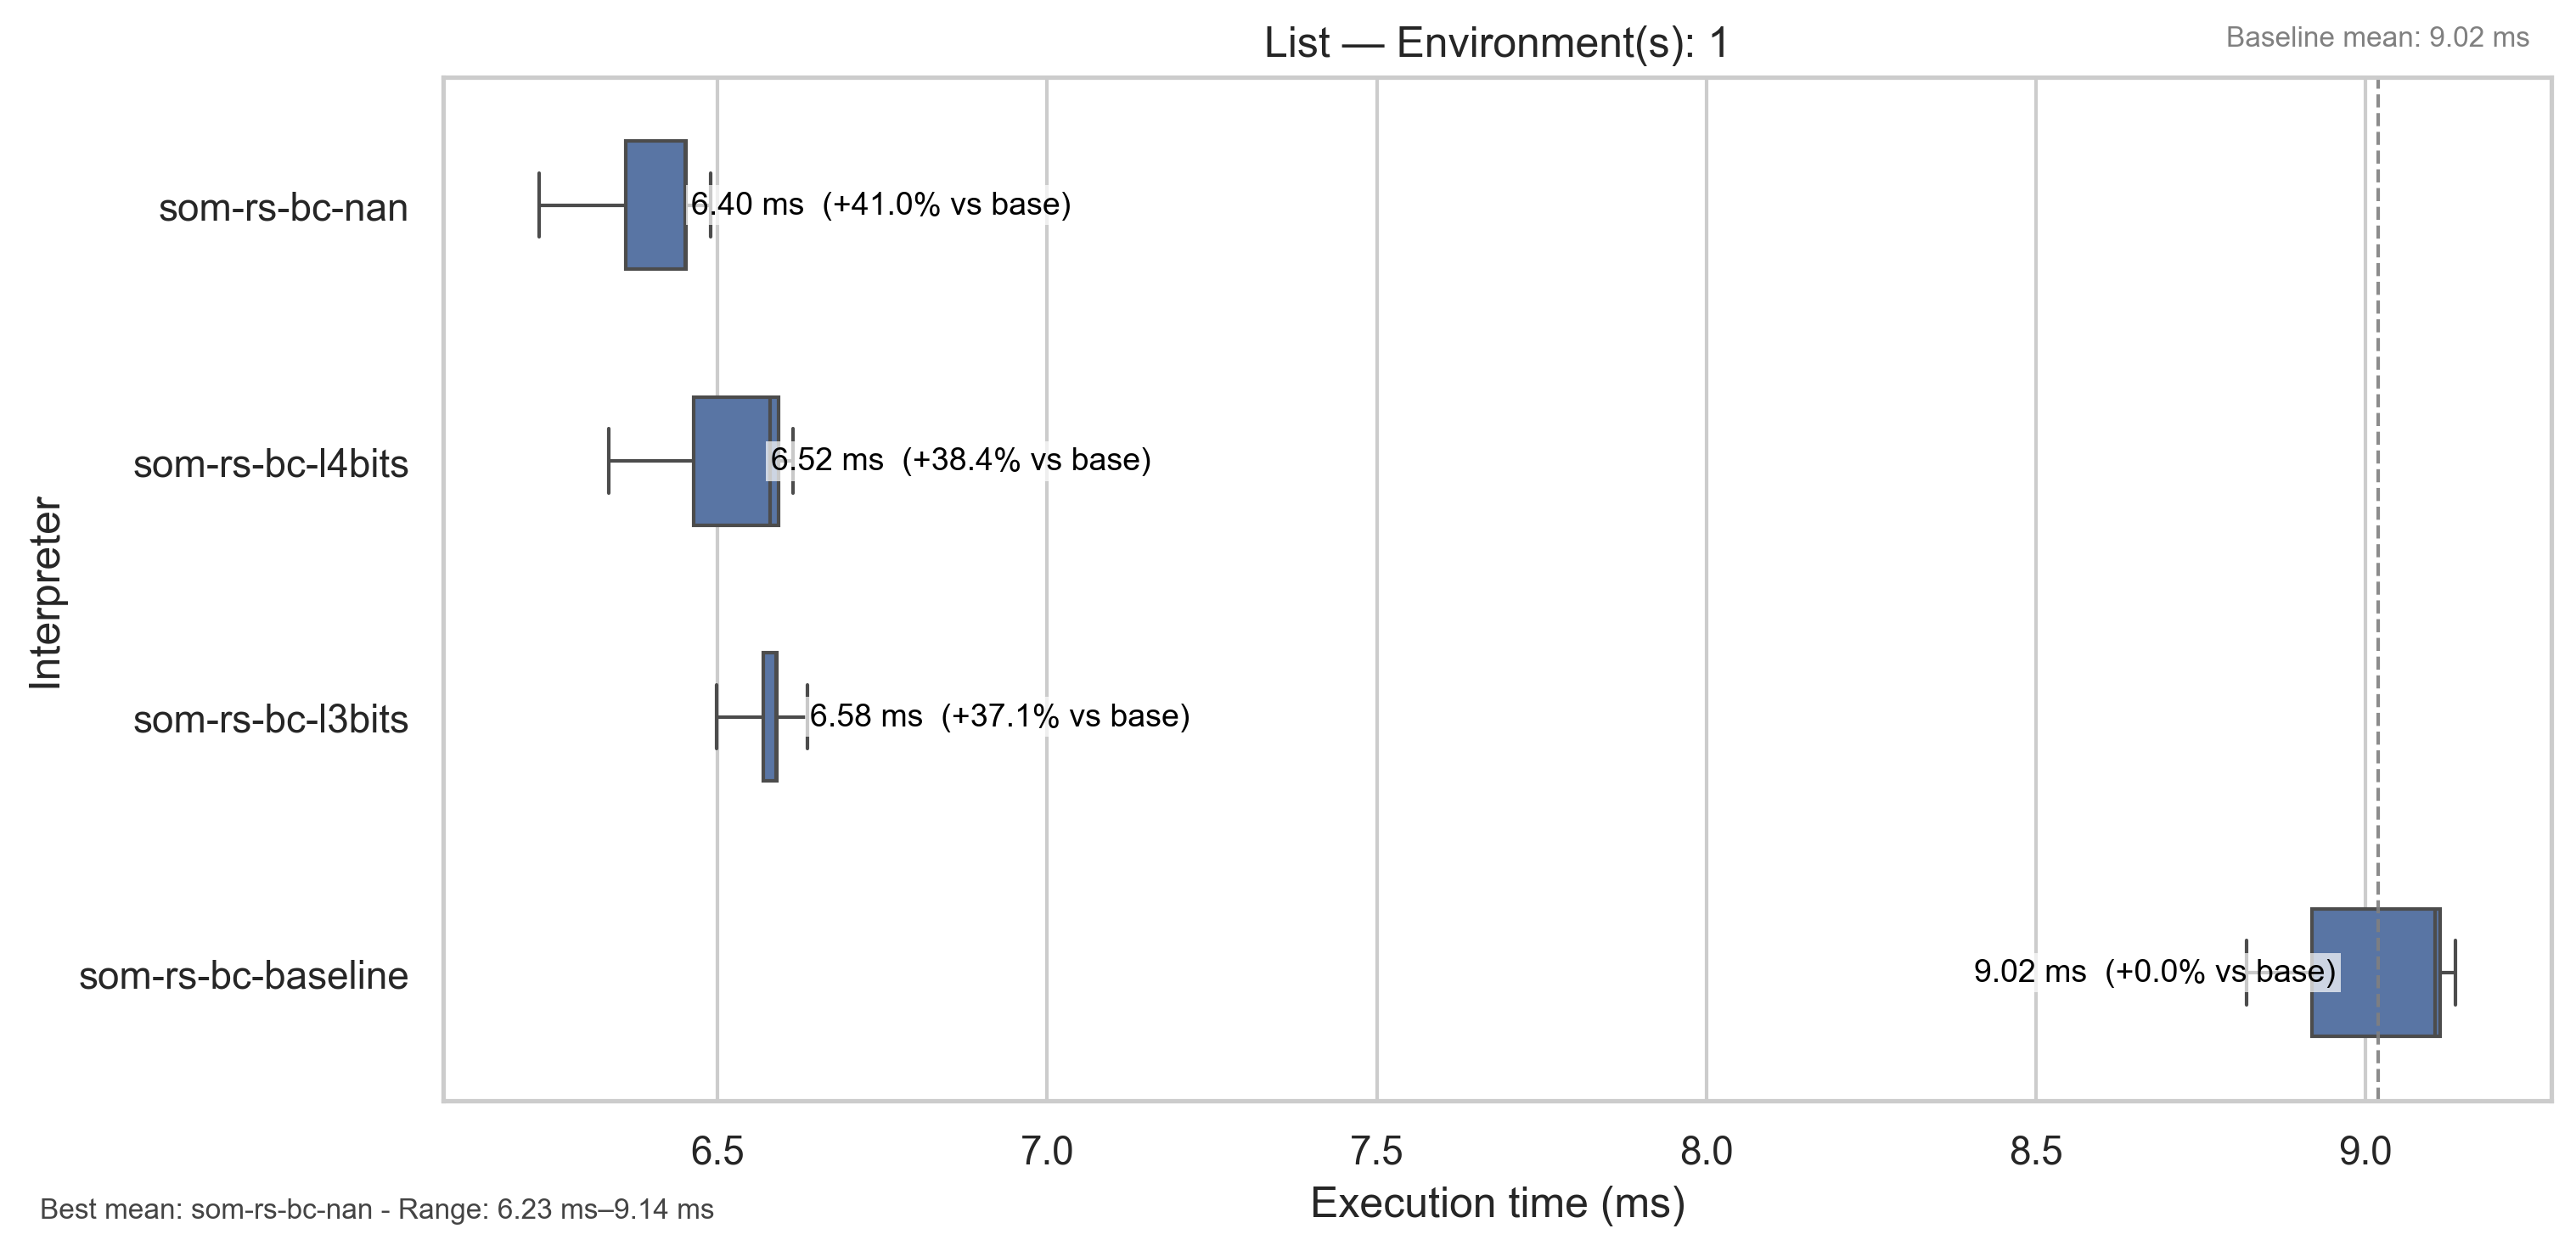 List — Environment(s): 1
Baseline mean: 9.02 ms
Interpreter
som-rs-bc-nan
6.40 ms (+41.0% vs base)
som-rs-bc-l4bits
6.52 ms (+38.4% vs base)
som-rs-bc-l3bits
6.58 ms (+37.1% vs base)
som-rs-bc-baseline
9.02 ms (+0.0% vs base)
6.5 7.0 7.5 8.0 8.5 9.0
Execution time (ms)
Best mean: som-rs-bc-nan - Range: 6.23 ms–9.14 ms